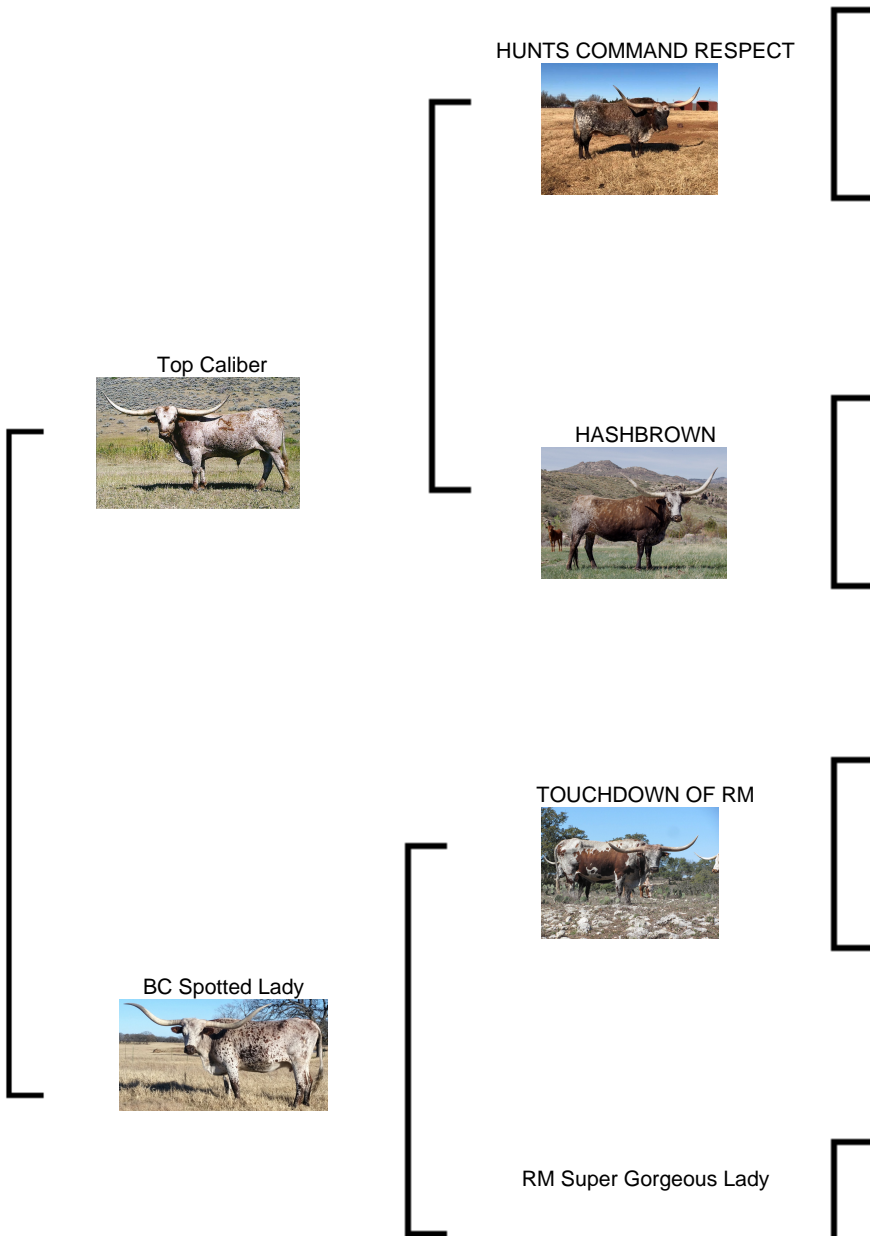 HUNTS COMMAND RESPECT
Top Caliber
HASHBROWN
TOUCHDOWN OF RM
BC Spotted Lady
RM Super Gorgeous Lady